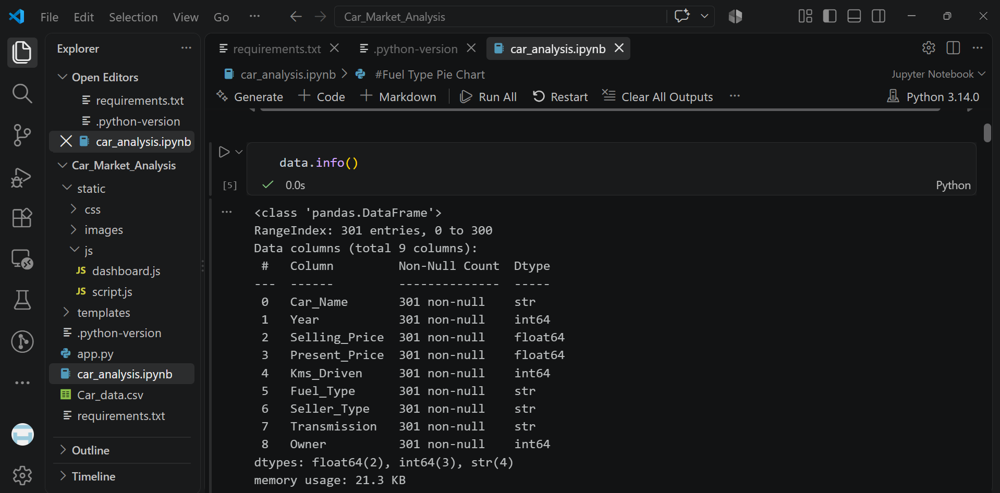 File Edit Selection View Go ··· Car_Market_Analysis
Explorer ···
Open Editors
requirements.txt
.python-version
car_analysis.ipynb
Car_Market_Analysis
static
css
images
js
JS dashboard.js
JS script.js
templates
.python-version
app.py
car_analysis.ipynb
Car_data.csv
requirements.txt
Outline
Timeline
requirements.txt .python-version car_analysis.ipynb
car_analysis.ipynb > #Fuel Type Pie Chart Jupyter Notebook
Generate + Code + Markdown Run All Restart Clear All Outputs ··· Python 3.14.0
data.info()
[5] 0.0s Python
<class 'pandas.DataFrame'>
RangeIndex: 301 entries, 0 to 300
Data columns (total 9 columns):
 #   Column         Non-Null Count  Dtype
---  ------         --------------  -----
 0   Car_Name       301 non-null    str
 1   Year           301 non-null    int64
 2   Selling_Price  301 non-null    float64
 3   Present_Price  301 non-null    float64
 4   Kms_Driven     301 non-null    int64
 5   Fuel_Type      301 non-null    str
 6   Seller_Type    301 non-null    str
 7   Transmission   301 non-null    str
 8   Owner          301 non-null    int64
dtypes: float64(2), int64(3), str(4)
memory usage: 21.3 KB